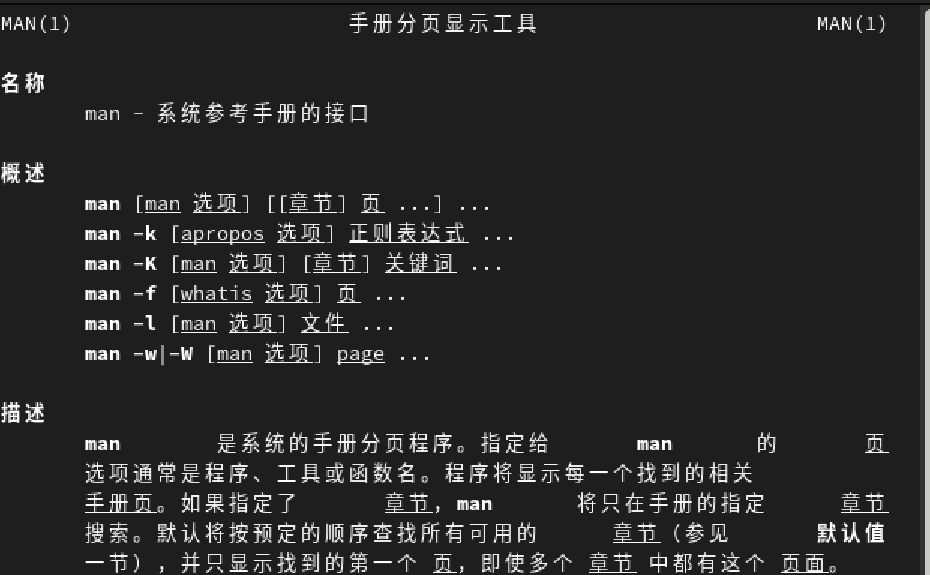 MAN(1) 手册分页显示工具 MAN(1)
名称
man - 系统参考手册的接口
概述
man [man 选项] [[章节] 页 ...] ...
man -k [apropos 选项] 正则表达式 ...
man -K [man 选项] [章节] 关键词 ...
man -f [whatis 选项] 页 ...
man -l [man 选项] 文件 ...
man -w|-W [man 选项] page ...
描述
man 是系统的手册分页程序。指定给 man 的 页
选项通常是程序、工具或函数名。程序将显示每一个找到的相关
手册页。如果指定了 章节，man 将只在手册的指定 章节
搜索。默认将按预定的顺序查找所有可用的 章节（参见 默认值
一节），并只显示找到的第一个 页，即使多个 章节 中都有这个 页面。